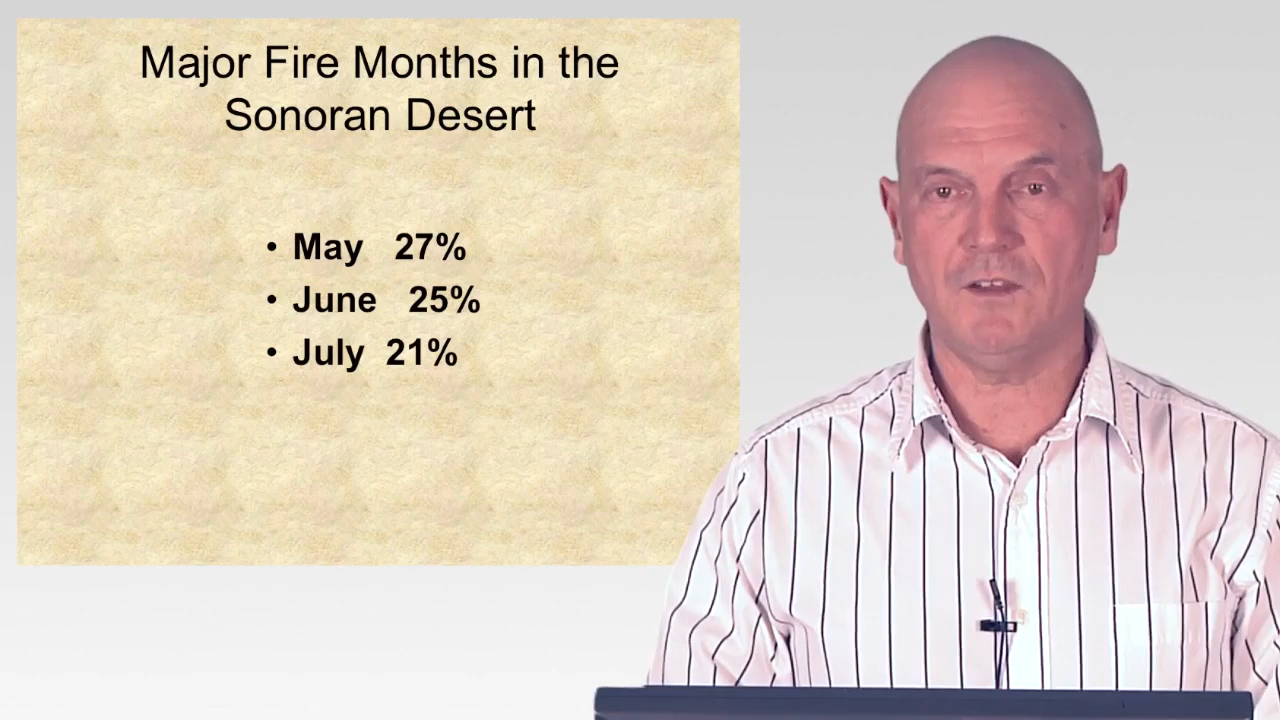 Major Fire Months in the
Sonoran Desert
• May 27%
• June 25%
• July 21%